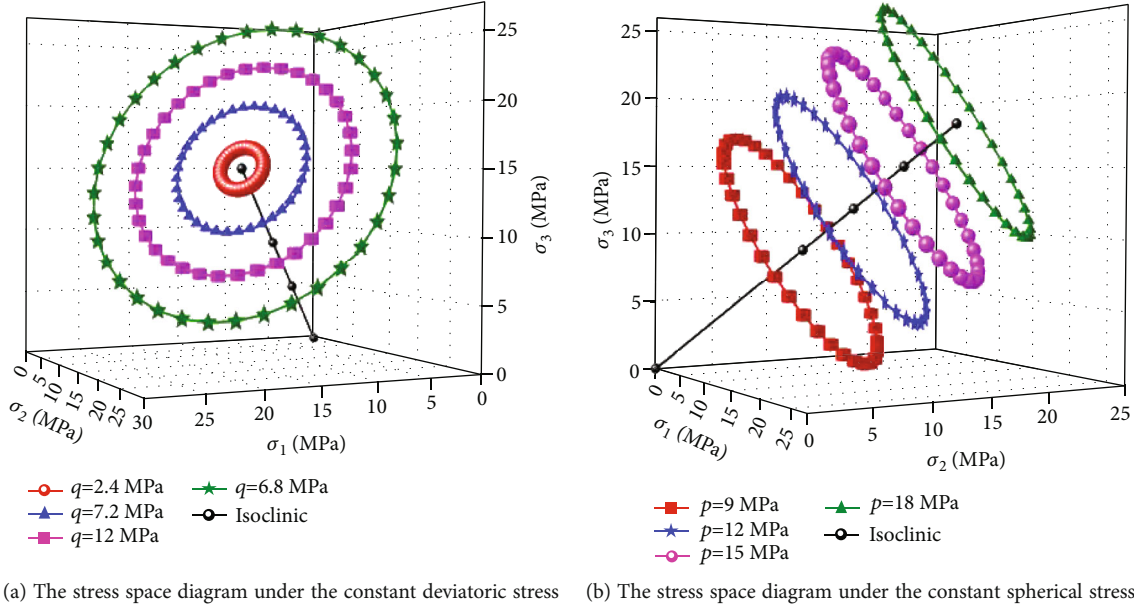 25
20
15
10
5
0
σ3 (MPa)
0
5
10
15
20
25
30
σ2 (MPa)
25
20
15
10
5
0
σ1 (MPa)
q=2.4 MPa
q=7.2 MPa
q=12 MPa
q=6.8 MPa
Isoclinic
(a) The stress space diagram under the constant deviatoric stress
25
20
15
10
5
0
σ3 (MPa)
0
5
10
15
20
25
σ1 (MPa)
0
5
10
15
20
25
σ2 (MPa)
p=9 MPa
p=12 MPa
p=15 MPa
p=18 MPa
Isoclinic
(b) The stress space diagram under the constant spherical stress